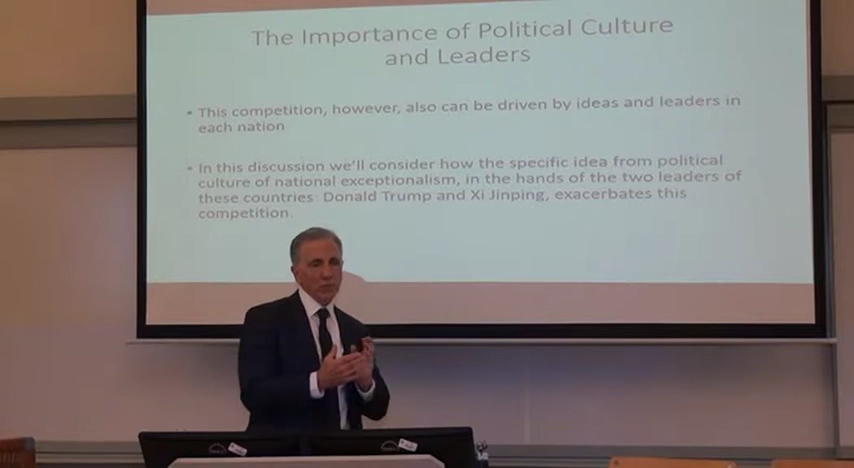 The Importance of Political Culture
and Leaders
• This competition, however, also can be driven by ideas and leaders in
each nation
• In this discussion we'll consider how the specific idea from political
culture of national exceptionalism, in the hands of the two leaders of
these countries: Donald Trump and Xi Jinping, exacerbates this
competition.